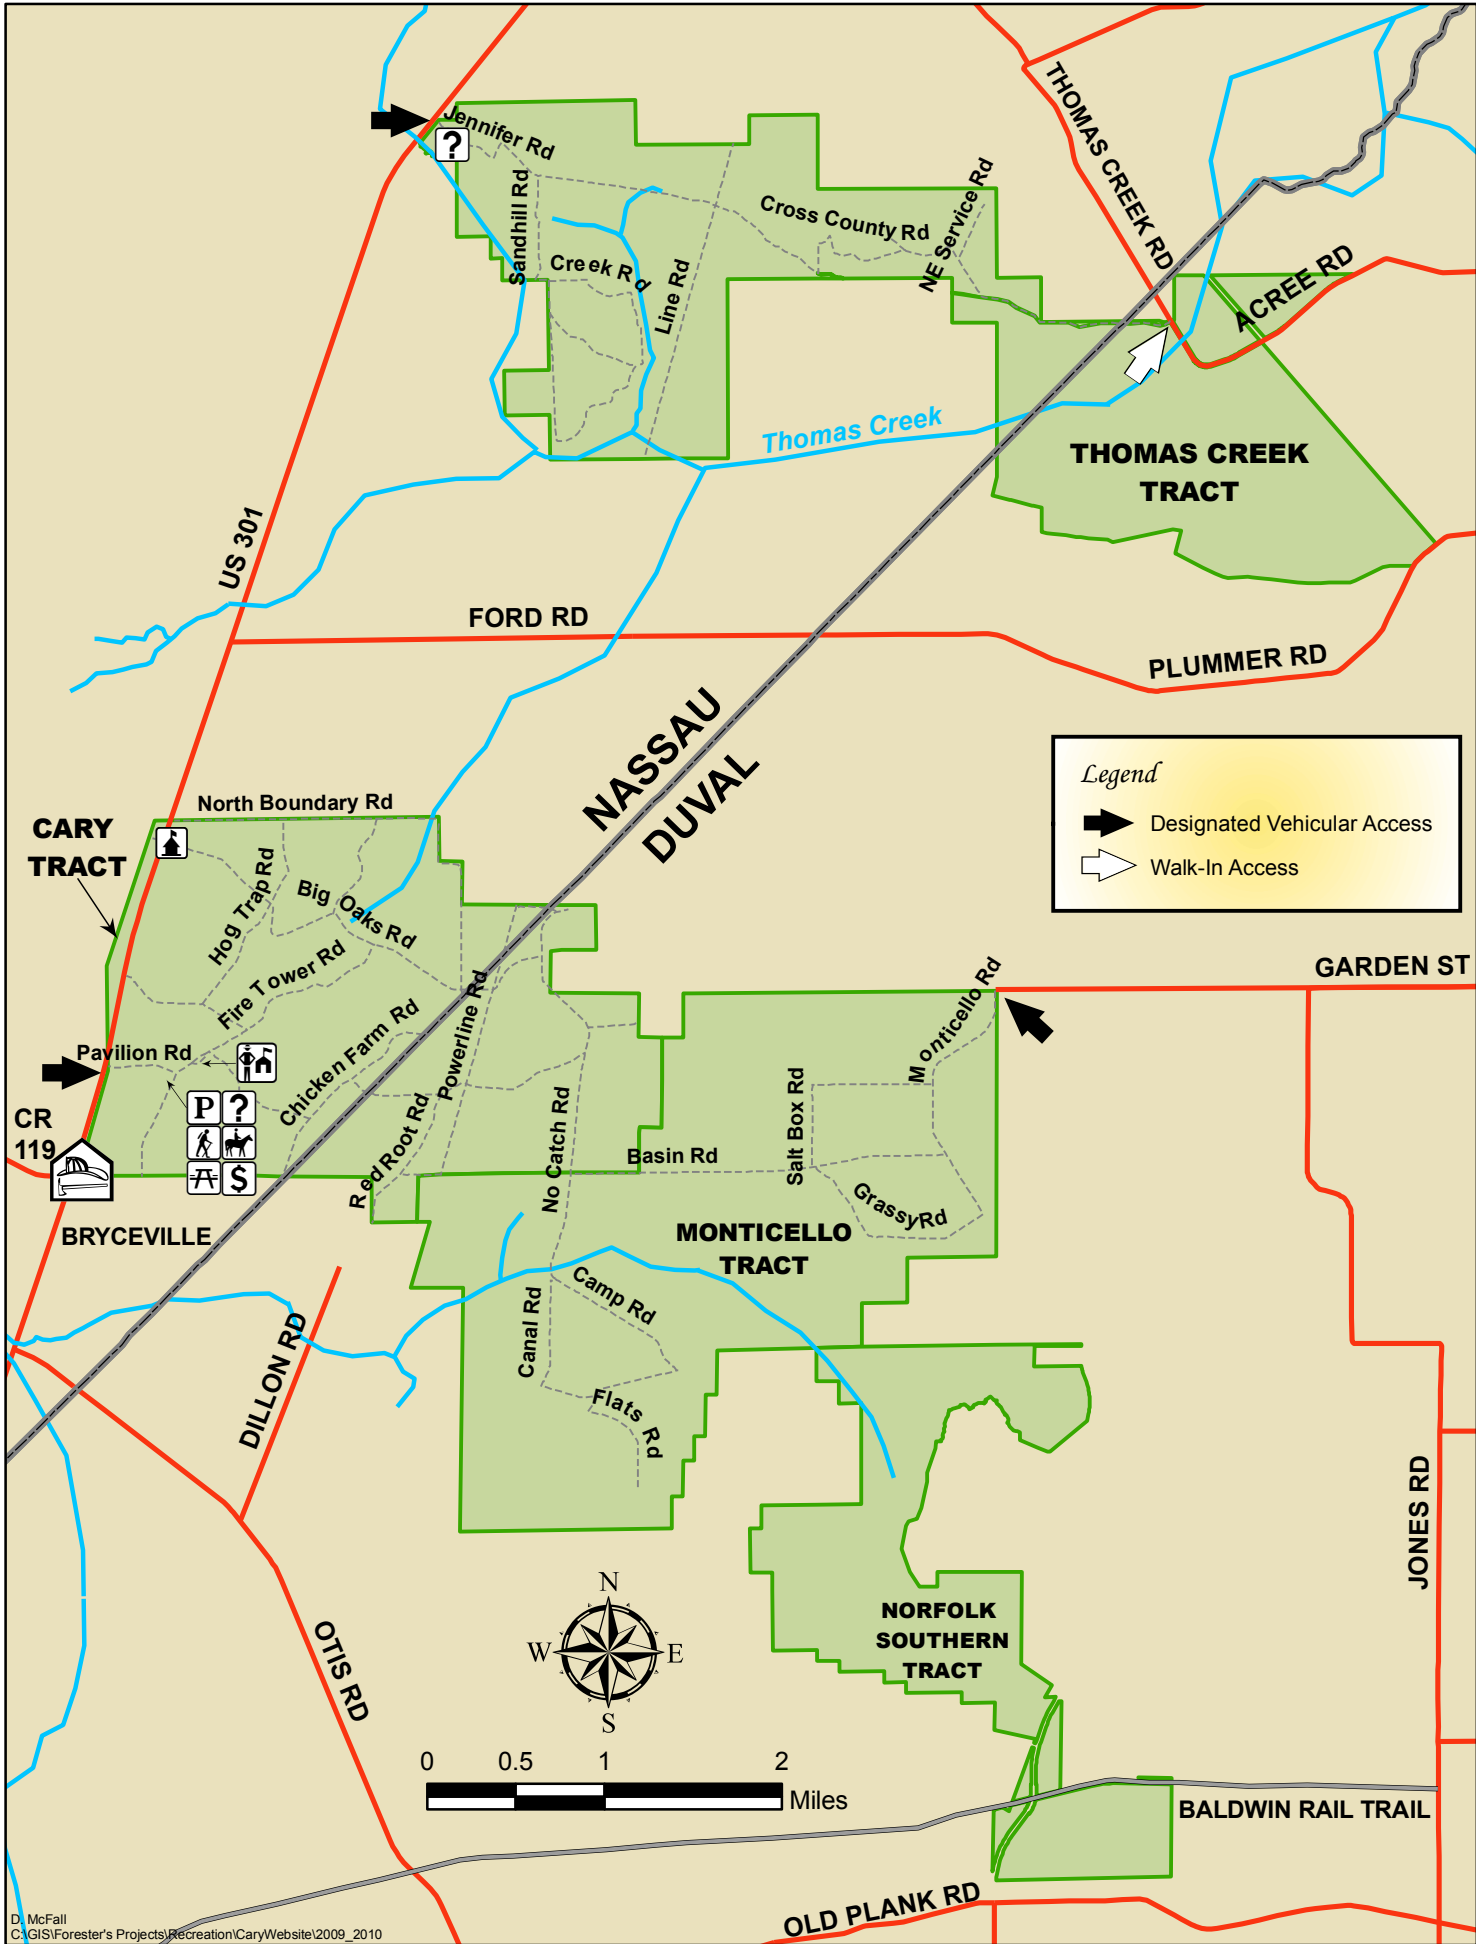 Jennifer Rd
?
Sandhill Rd
Creek Rd
Line Rd
Cross County Rd
NE Service Rd
THOMAS CREEK RD
ACREE RD
Thomas Creek
THOMAS CREEK
TRACT
US 301
FORD RD
PLUMMER RD
NASSAU
DUVAL
Legend
Designated Vehicular Access
Walk-In Access
North Boundary Rd
CARY
TRACT
Hog Trap Rd
Big Oaks Rd
Fire Tower Rd
Chicken Farm Rd
Powerline Rd
Pavilion Rd
P ?
$
CR
119
Red Root Rd
No Catch Rd
Basin Rd
Salt Box Rd
Monticello Rd
Grassy Rd
GARDEN ST
BRYCEVILLE
MONTICELLO
TRACT
Canal Rd
Camp Rd
Flats Rd
DILLON RD
OTIS RD
JONES RD
NORFOLK
SOUTHERN
TRACT
N
W E
S
0 0.5 1 2
Miles
BALDWIN RAIL TRAIL
OLD PLANK RD
D. McFall
C:\GIS\Forester's Projects\Recreation\CaryWebsite\2009_2010